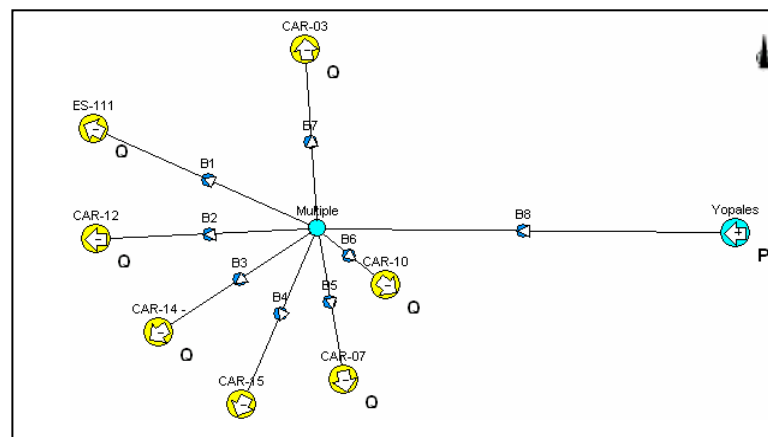 CAR-03
Q
ES-111
Q
B7
B1
Multiple
B8
Yopales
P
CAR-12
Q
B2
B6
CAR-10
Q
B3
B5
B4
CAR-14 -
Q
CAR-07
Q
CAR-15